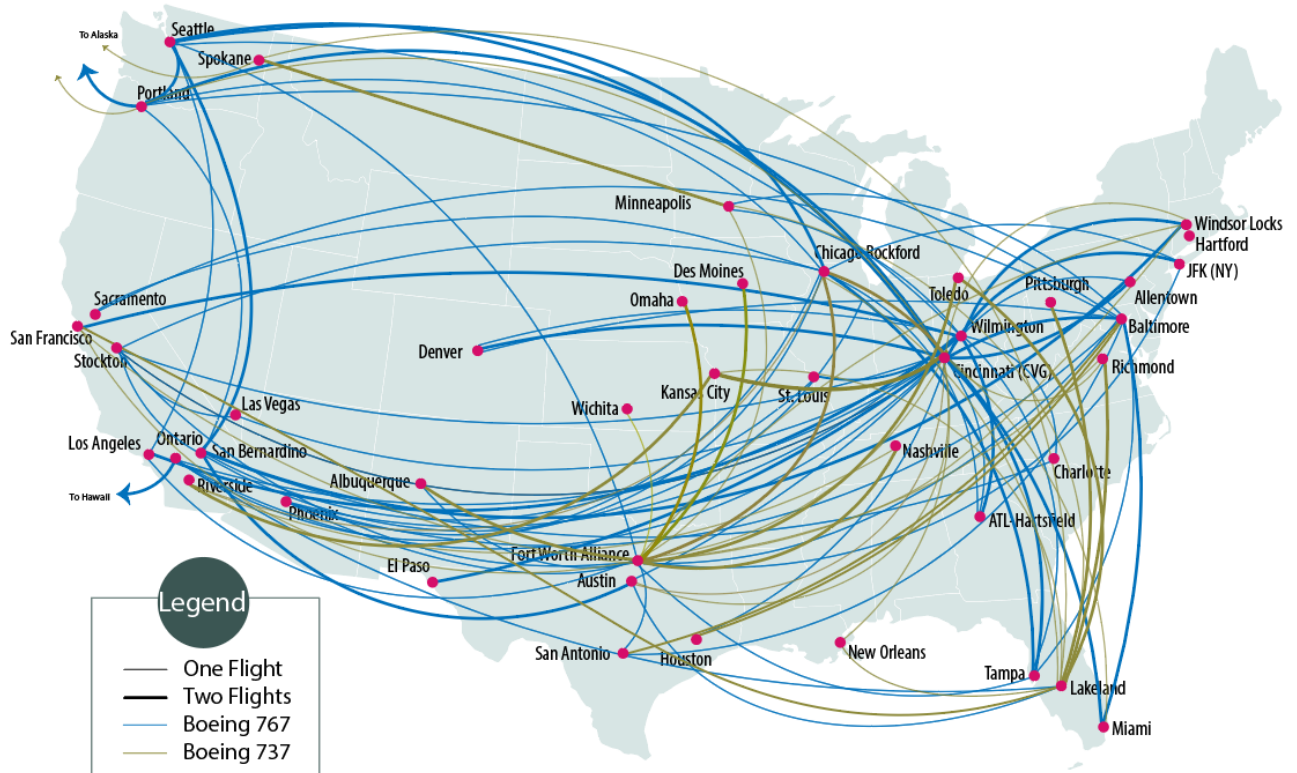 Seattle
To Alaska
Spokane
Portland
Minneapolis
Windsor Locks
Hartford
Chicago Rockford
JFK (NY)
Des Moines
Toledo
Pittsburgh
Allentown
Omaha
Sacramento
Wilmington
Baltimore
San Francisco
Denver
Stockton
Cincinnati (CVG)
Richmond
Kansas City
St. Louis
Las Vegas
Wichita
Los Angeles
Ontario
San Bernardino
Nashville
Charlotte
Albuquerque
Riverside
To Hawaii
Phoenix
ATL-Hartsfield
Fort Worth Alliance
El Paso
Austin
Legend
San Antonio
Houston
New Orleans
One Flight
Tampa
Lakeland
Two Flights
Boeing 767
Miami
Boeing 737